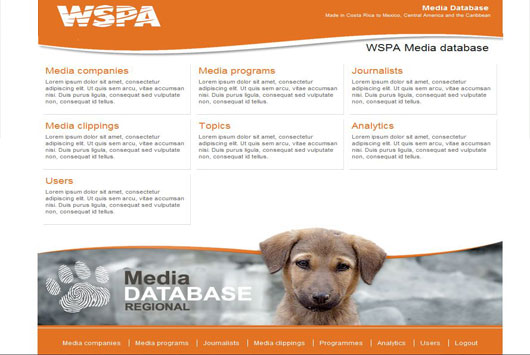 WSPA
Media Database
Made in Costa Rica to Mexico, Central America and the Caribbean
WSPA Media database
Media companies
Lorem ipsum dolor sit amet, consectetur
adipiscing elit. Ut quis sem arcu, vitae accumsan
nisi. Duis purus ligula, consequat sed vulputate
non, consequat id tellus.
Media programs
Lorem ipsum dolor sit amet, consectetur
adipiscing elit. Ut quis sem arcu, vitae accumsan
nisi. Duis purus ligula, consequat sed vulputate
non, consequat id tellus.
Journalists
Lorem ipsum dolor sit amet, consectetur
adipiscing elit. Ut quis sem arcu, vitae accumsan
nisi. Duis purus ligula, consequat sed vulputate
non, consequat id tellus.
Media clippings
Lorem ipsum dolor sit amet, consectetur
adipiscing elit. Ut quis sem arcu, vitae accumsan
nisi. Duis purus ligula, consequat sed vulputate
non, consequat id tellus.
Topics
Lorem ipsum dolor sit amet, consectetur
adipiscing elit. Ut quis sem arcu, vitae accumsan
nisi. Duis purus ligula, consequat sed vulputate
non, consequat id tellus.
Analytics
Lorem ipsum dolor sit amet, consectetur
adipiscing elit. Ut quis sem arcu, vitae accumsan
nisi. Duis purus ligula, consequat sed vulputate
non, consequat id tellus.
Users
Lorem ipsum dolor sit amet, consectetur
adipiscing elit. Ut quis sem arcu, vitae accumsan
nisi. Duis purus ligula, consequat sed vulputate
non, consequat id tellus.
Media
DATABASE
REGIONAL
Media companies | Media programs | Journalists | Media clippings | Programmes | Analytics | Users | Logout